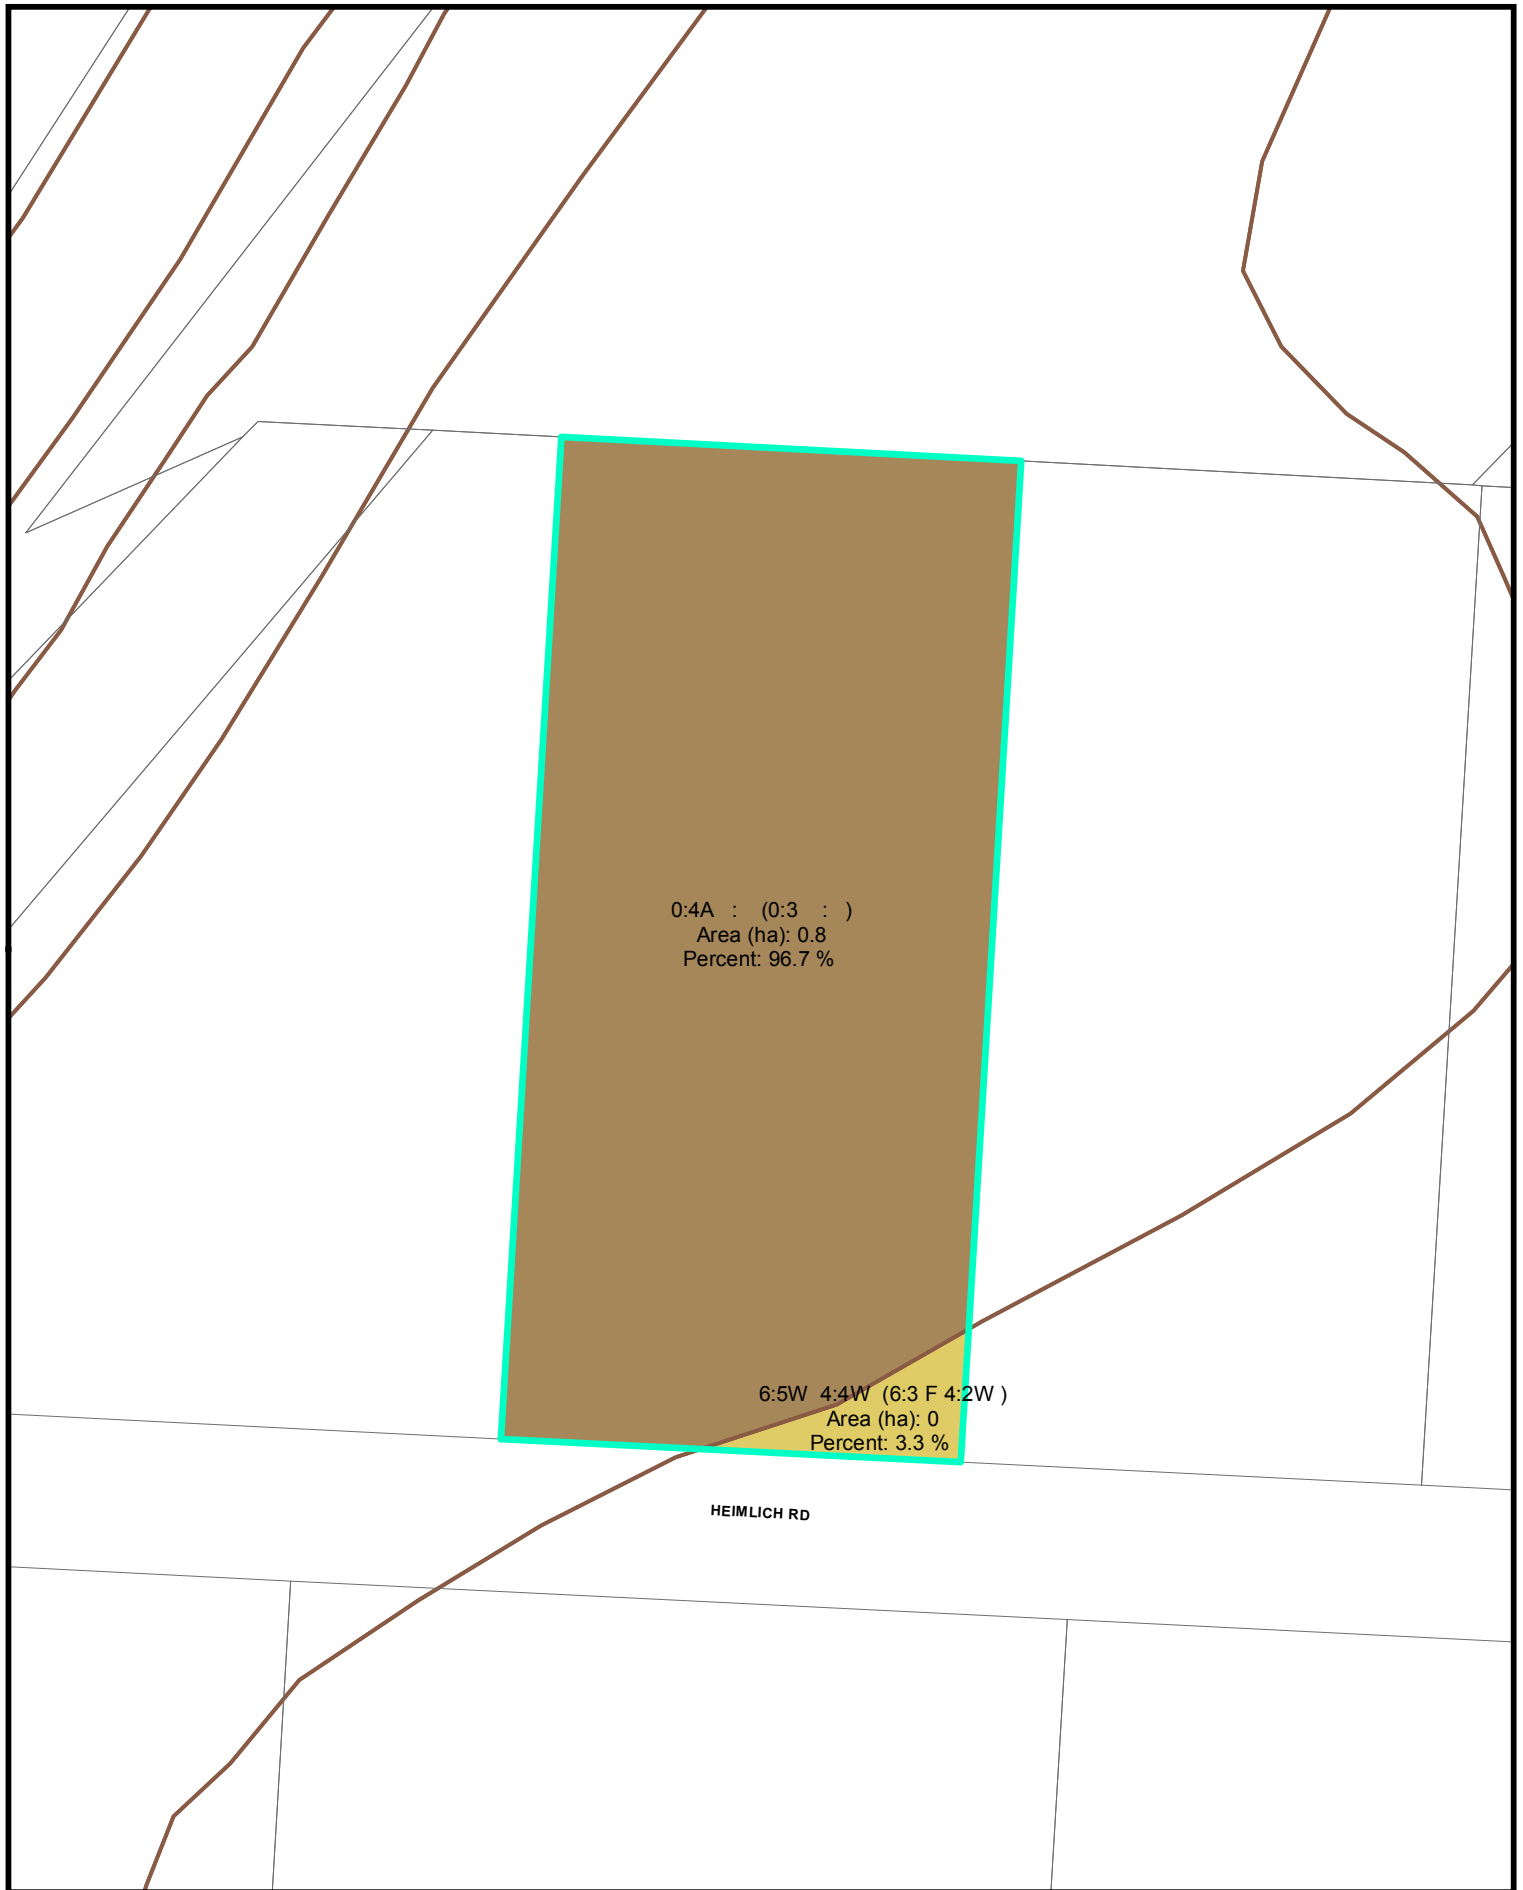 0:4A : (0:3 : )
Area (ha): 0.8
Percent: 96.7 %
6:5W 4:4W (6:3 F 4:2W )
Area (ha): 0
Percent: 3.3 %
HEIMLICH RD